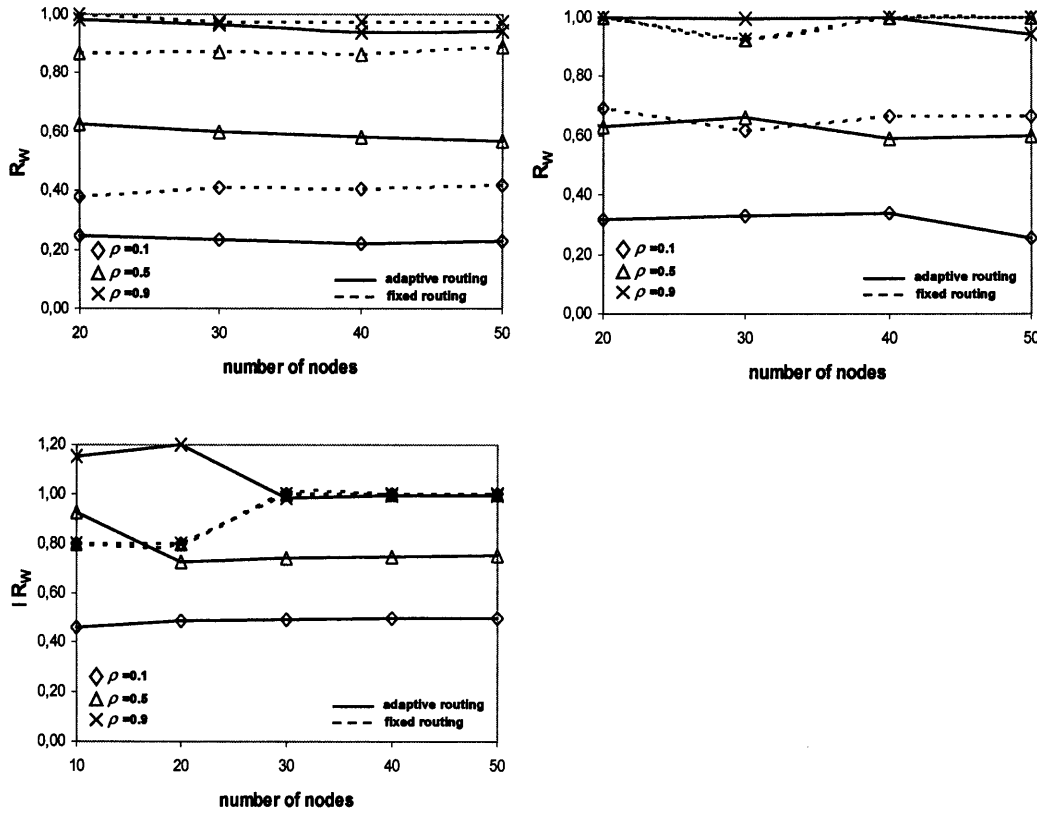 1,00
0,80
0,60
0,40
0,20
0,00
R_W
ρ =0.1
ρ =0.5
ρ =0.9
adaptive routing
fixed routing
20 30 40 50
number of nodes
1,00
0,80
0,60
0,40
0,20
0,00
R_W
ρ =0.1
ρ =0.5
ρ =0.9
adaptive routing
fixed routing
20 30 40 50
number of nodes
1,20
1,00
0,80
0,60
0,40
0,20
0,00
I R_W
ρ =0.1
ρ =0.5
ρ =0.9
adaptive routing
fixed routing
10 20 30 40 50
number of nodes